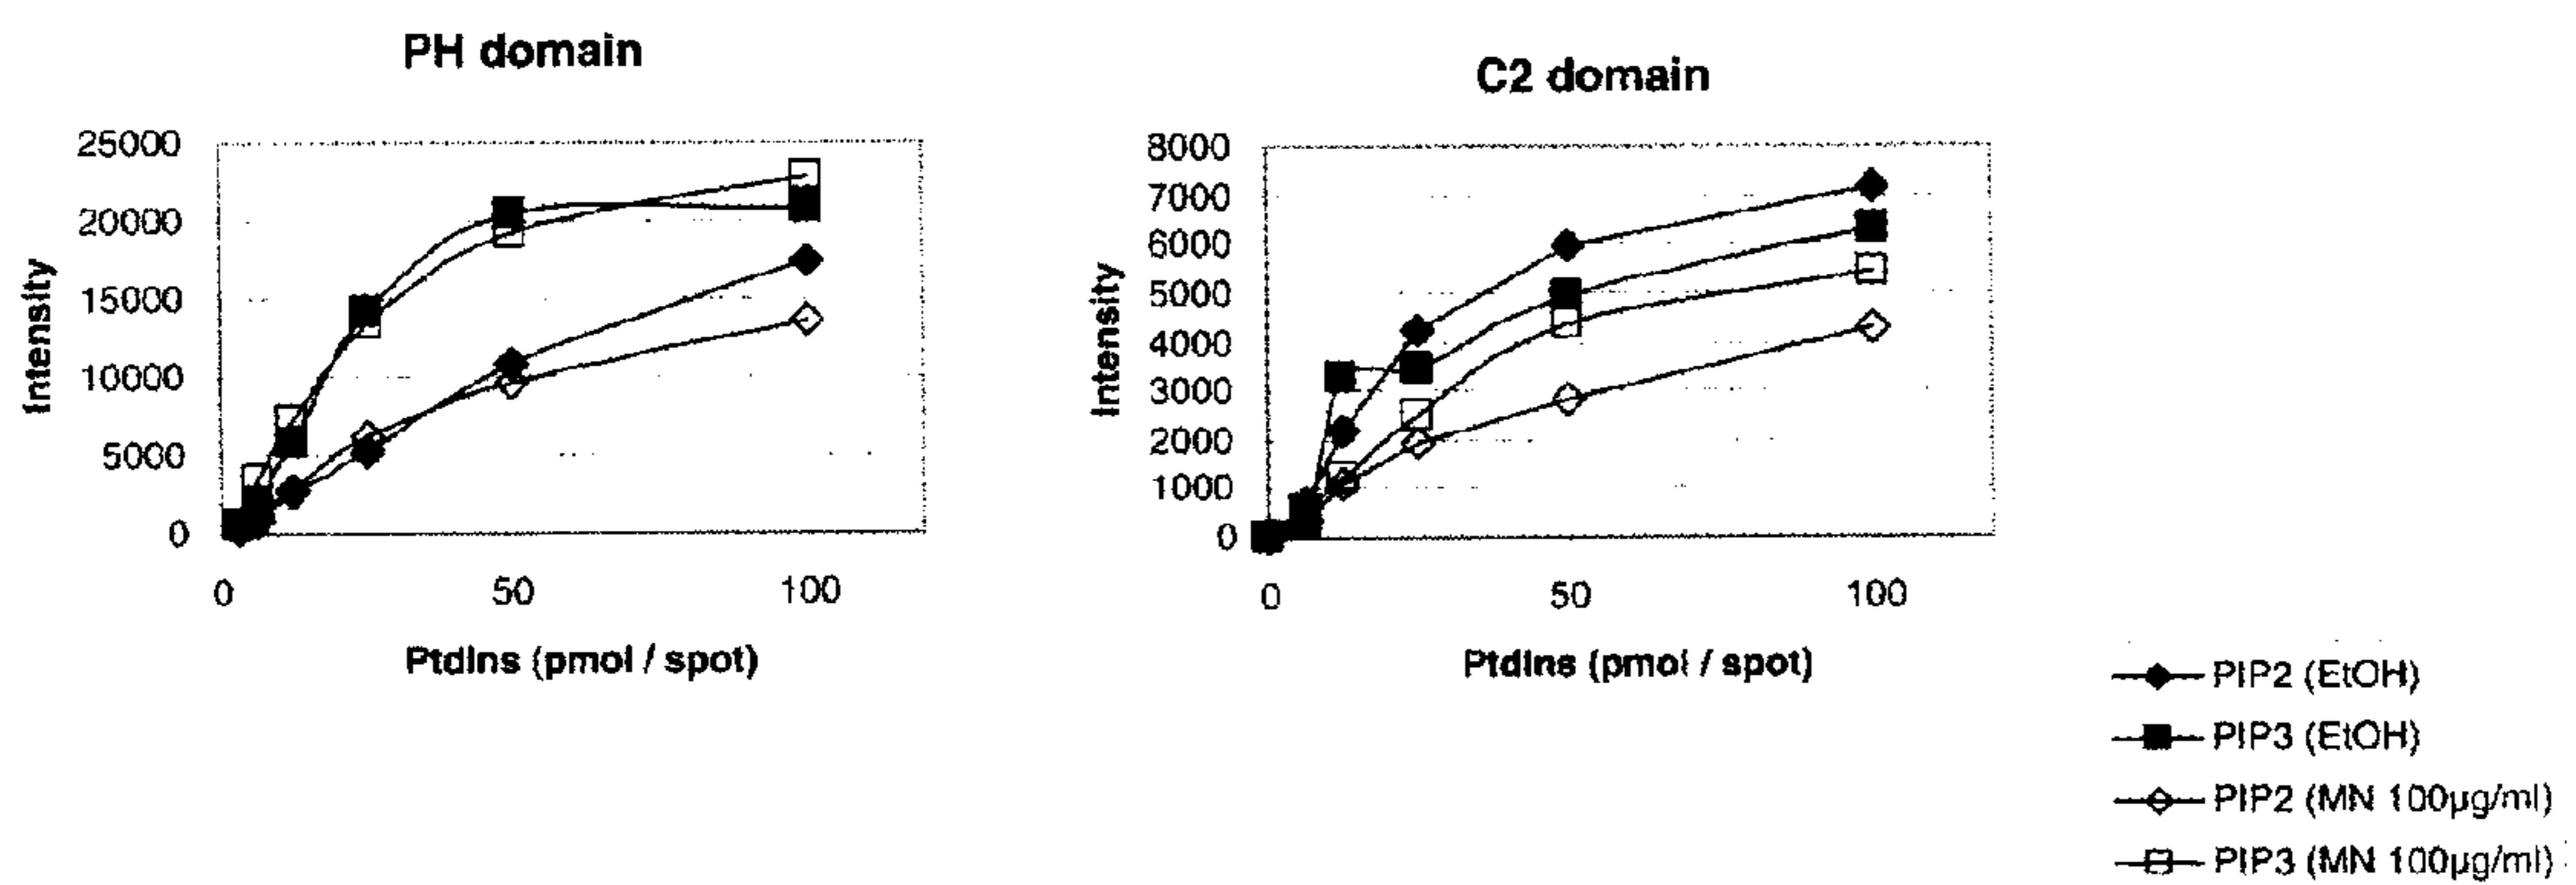 PH domain
25000
20000
15000
10000
5000
0
Intensity
0 50 100
PtdIns (pmol / spot)
C2 domain
8000
7000
6000
5000
4000
3000
2000
1000
0
Intensity
0 50 100
PtdIns (pmol / spot)
PIP2 (EtOH)
PIP3 (EtOH)
PIP2 (MN 100µg/ml)
PIP3 (MN 100µg/ml)